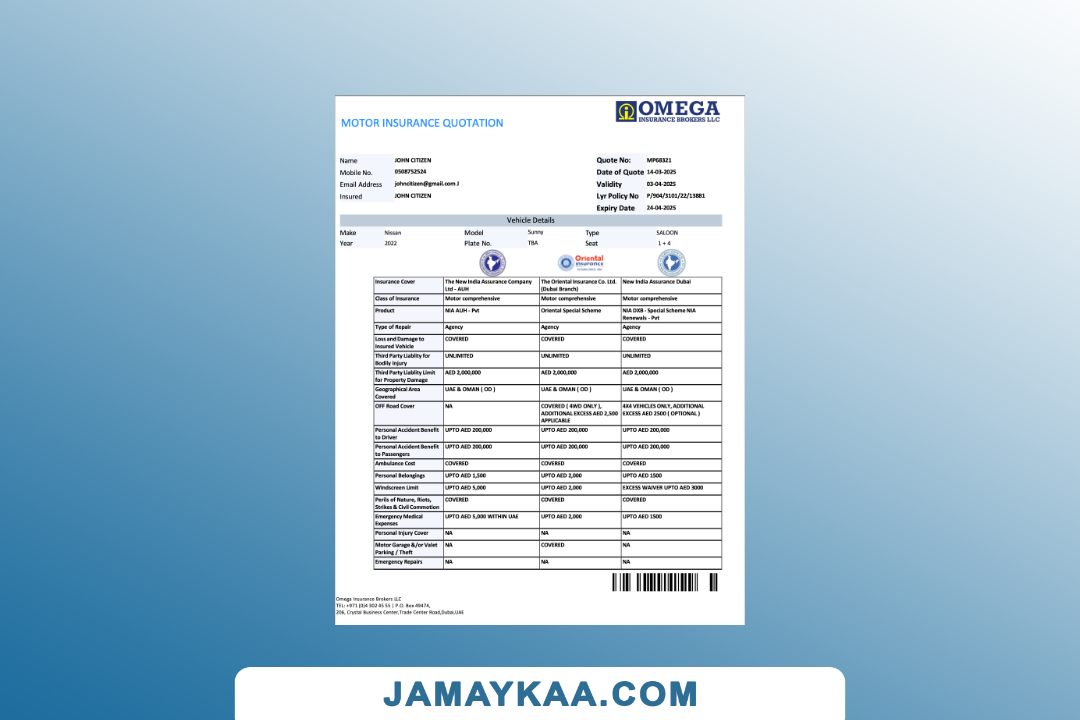 OMEGA
INSURANCE BROKERS LLC
MOTOR INSURANCE QUOTATION
Name JOHN CITIZEN Quote No: MP68321
Mobile No. 0508752524 Date of Quote 14-03-2025
Email Address johncitizen@gmail.com J Validity 03-04-2025
Insured JOHN CITIZEN Lyr Policy No P/904/3101/22/13881
Expiry Date 24-04-2025
Vehicle Details
Make Nissan Model Sunny Type SALOON
Year 2022 Plate No. TBA Seat 1 + 4
Oriental
insurance
Insurance Cover The New India Assurance Company The Oriental Insurance Co. Ltd. New India Assurance Dubai
Ltd - AUH (Dubai Branch)
Class of Insurance Motor comprehensive Motor comprehensive Motor comprehensive
Product NIA AUH - Pvt Oriental Special Scheme NIA DXB - Special Scheme NIA
Renewals - Pvt
Type of Repair Agency Agency Agency
Loss and Damage to COVERED COVERED COVERED
Insured Vehicle
Third Party Liablity for UNLIMITED UNLIMITED UNLIMITED
Bodily Injury
Third Party Liablity Limit AED 2,000,000 AED 2,000,000 AED 2,000,000
for Property Damage
Geographical Area UAE & OMAN ( OD ) UAE & OMAN ( OD ) UAE & OMAN ( OD )
Covered
OFF Road Cover NA COVERED ( 4WD ONLY ), 4X4 VEHICLES ONLY, ADDITIONAL
ADDITIONAL EXCESS AED 2,500 EXCESS AED 2500 ( OPTIONAL )
APPLICABLE
Personal Accident Benefit UPTO AED 200,000 UPTO AED 200,000 UPTO AED 200,000
to Driver
Personal Accident Benefit UPTO AED 200,000 UPTO AED 200,000 UPTO AED 200,000
to Passengers
Ambulance Cost COVERED COVERED COVERED
Personal Belongings UPTO AED 1,500 UPTO AED 2,000 UPTO AED 1500
Windscreen Limit UPTO AED 5,000 UPTO AED 2,000 EXCESS WAIVER UPTO AED 3000
Perils of Nature, Riots, COVERED COVERED COVERED
Strikes & Civil Commotion
Emergency Medical UPTO AED 5,000 WITHIN UAE UPTO AED 2,000 UPTO AED 1500
Expenses
Personal Injury Cover NA NA NA
Motor Garage &/or Valet NA COVERED NA
Parking / Theft
Emergency Repairs NA NA NA
Omega Insurance Brokers LLC
TEL: +971 (0)4 302 45 55 | P.O. Box 49474,
206, Crystal Business Center,Trade Center Road,Dubai,UAE
JAMAYKAA.COM